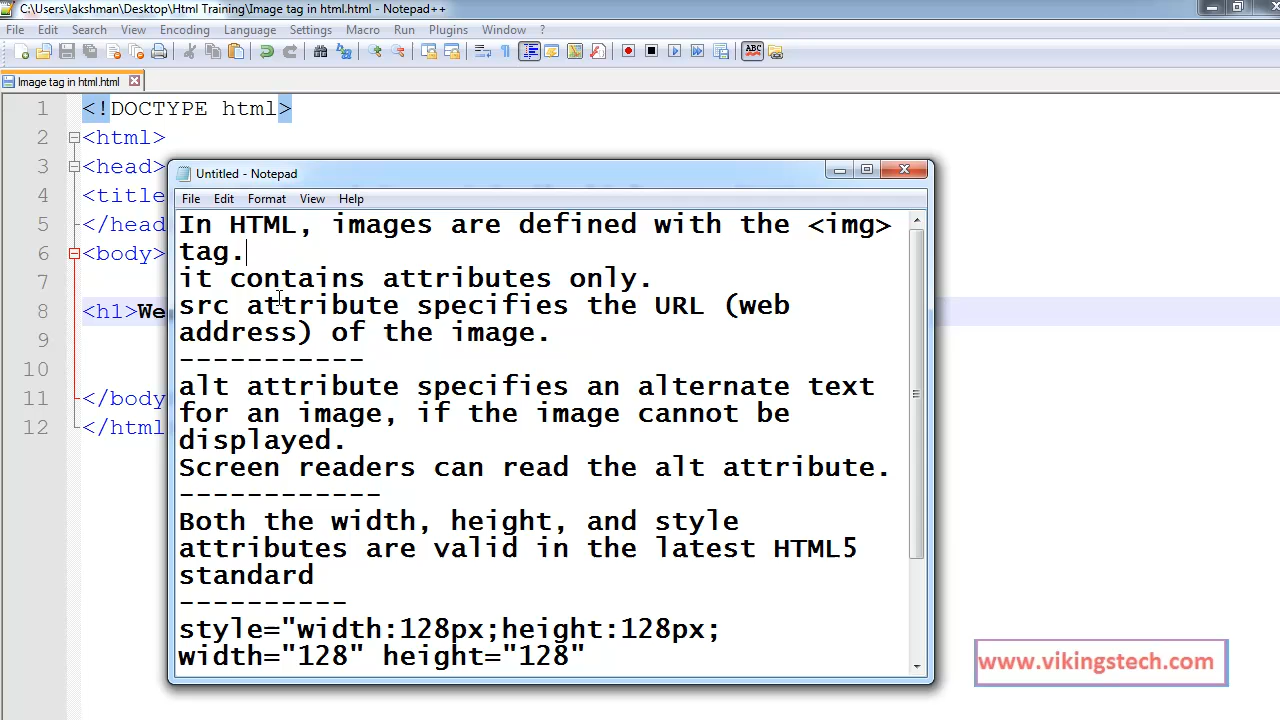 C:\Users\lakshman\Desktop\Html Training\Image tag in html.html - Notepad++
File Edit Search View Encoding Language Settings Macro Run Plugins Window ?
ABC
Image tag in html.html
1 <!DOCTYPE html>
2 <html>
3 <head>
4 <title
5 </head
6 <body>
7
8 <h1>We
9
10
11 </body
12 </html
Untitled - Notepad
File Edit Format View Help
In HTML, images are defined with the <img>
tag.
it contains attributes only.
src attribute specifies the URL (web
address) of the image.
-----------
alt attribute specifies an alternate text
for an image, if the image cannot be
displayed.
Screen readers can read the alt attribute.
------------
Both the width, height, and style
attributes are valid in the latest HTML5
standard
----------
style="width:128px;height:128px;
width="128" height="128"
www.vikingstech.com